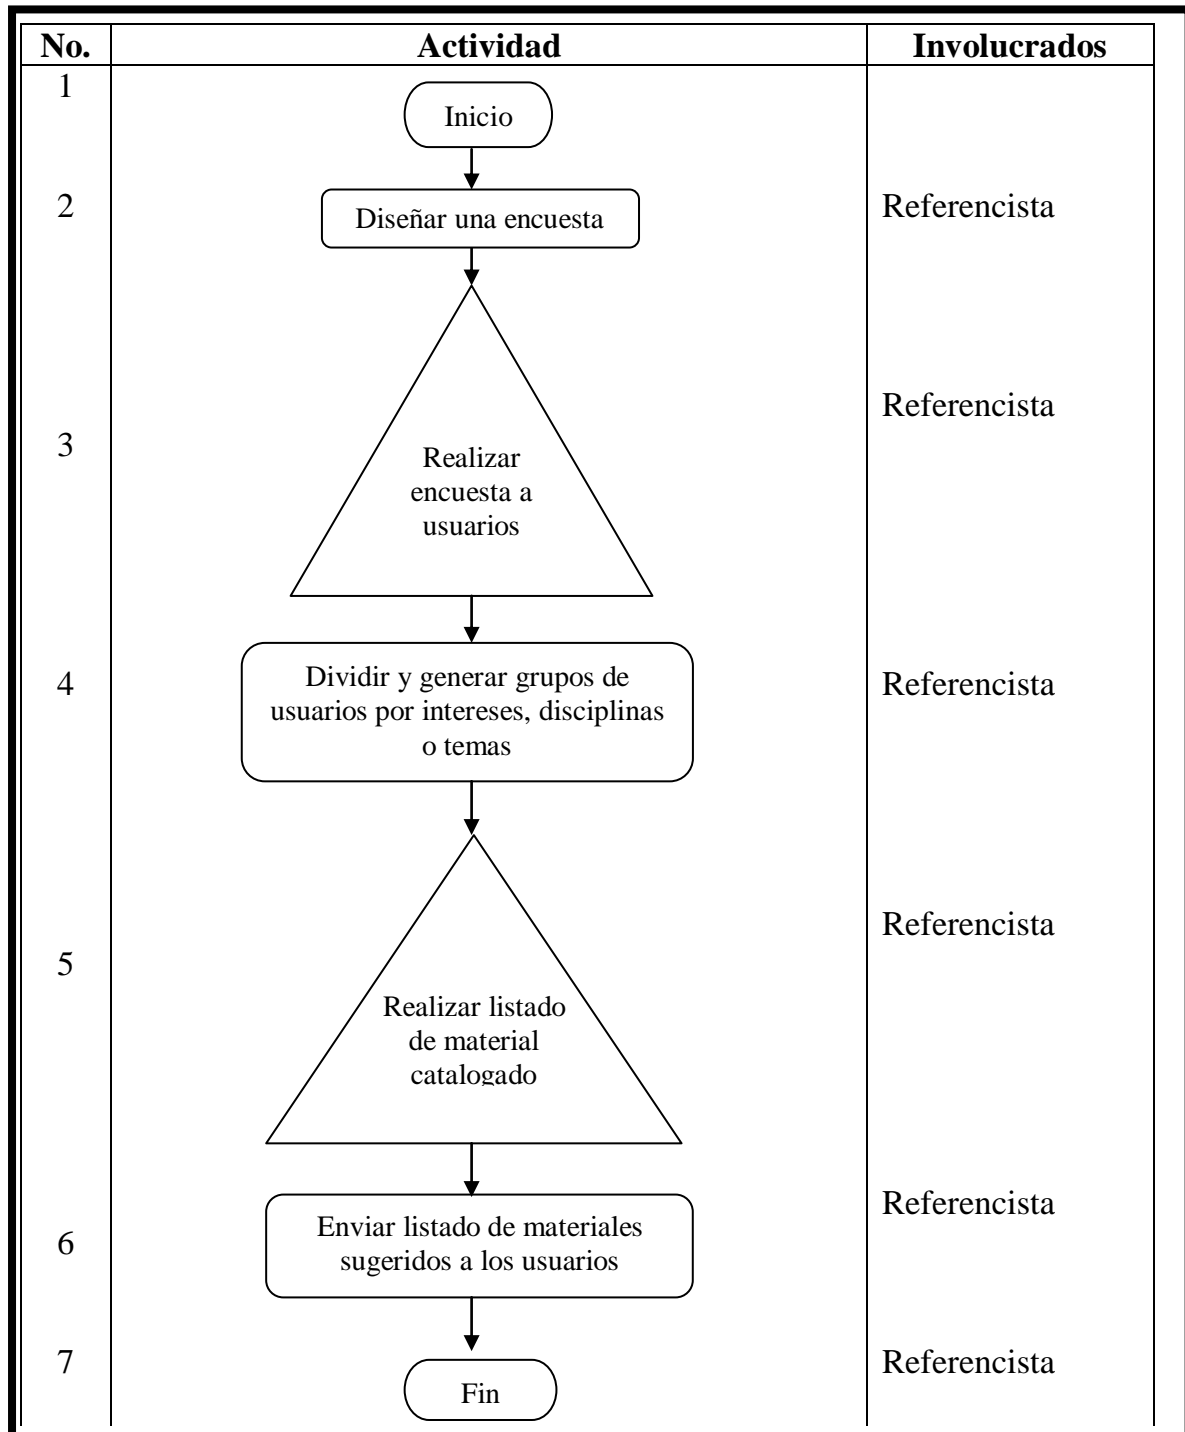 No. Actividad Involucrados
1
Inicio
2
Diseñar una encuesta
Referencista
3
Realizar
encuesta a
usuarios
Referencista
4
Dividir y generar grupos de
usuarios por intereses, disciplinas
o temas
Referencista
5
Realizar listado
de material
catalogado
Referencista
6
Enviar listado de materiales
sugeridos a los usuarios
Referencista
7
Fin
Referencista